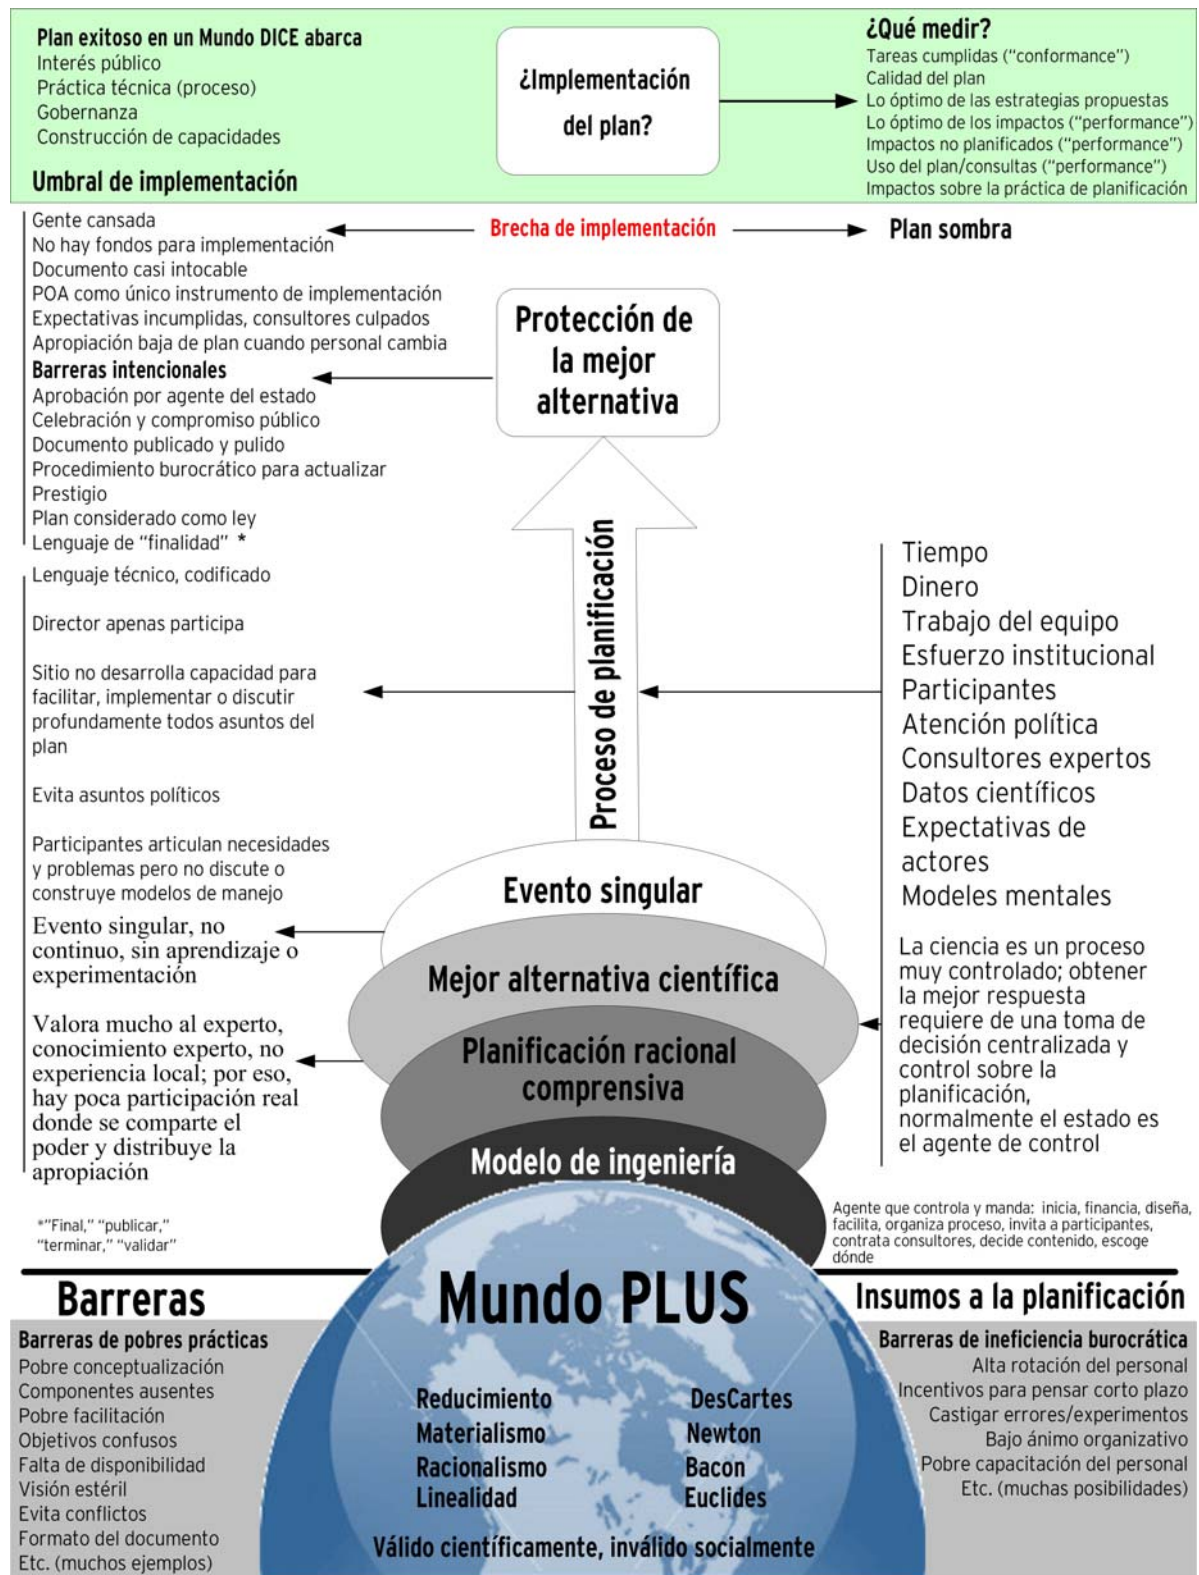 Plan exitoso en un Mundo DICE abarca
Interés público
Práctica técnica (proceso)
Gobernanza
Construcción de capacidades
¿Implementación
del plan?
¿Qué medir?
Tareas cumplidas (“conformance”)
Calidad del plan
Lo óptimo de las estrategias propuestas
Lo óptimo de los impactos (“performance”)
Impactos no planificados (“performance”)
Uso del plan/consultas (“performance”)
Impactos sobre la práctica de planificación
Umbral de implementación
Gente cansada
No hay fondos para implementación
Documento casi intocable
POA como único instrumento de implementación
Expectativas incumplidas, consultores culpados
Apropiación baja de plan cuando personal cambia
Brecha de implementación
Plan sombra
Barreras intencionales
Aprobación por agente del estado
Celebración y compromiso público
Documento publicado y pulido
Procedimiento burocrático para actualizar
Prestigio
Plan considerado como ley
Lenguaje de “finalidad” *
Protección de
la mejor
alternativa
Lenguaje técnico, codificado
Director apenas participa
Sitio no desarrolla capacidad para
facilitar, implementar o discutir
profundamente todos asuntos del
plan
Evita asuntos políticos
Participantes articulan necesidades
y problemas pero no discute o
construye modelos de manejo
Evento singular, no
continuo, sin aprendizaje o
experimentación
Valora mucho al experto,
conocimiento experto, no
experiencia local; por eso,
hay poca participación real
donde se comparte el
poder y distribuye la
apropiación
*”Final,” “publicar,”
“terminar,” “validar”
Proceso de planificación
Evento singular
Mejor alternativa científica
Planificación racional
comprensiva
Modelo de ingeniería
Tiempo
Dinero
Trabajo del equipo
Esfuerzo institucional
Participantes
Atención política
Consultores expertos
Datos científicos
Expectativas de
actores
Modeles mentales
La ciencia es un proceso
muy controlado; obtener
la mejor respuesta
requiere de una toma de
decisión centralizada y
control sobre la
planificación,
normalmente el estado es
el agente de control
Agente que controla y manda: inicia, financia, diseña,
facilita, organiza proceso, invita a participantes,
contrata consultores, decide contenido, escoge
dónde
Barreras
Barreras de pobres prácticas
Pobre conceptualización
Componentes ausentes
Pobre facilitación
Objetivos confusos
Falta de disponibilidad
Visión estéril
Evita conflictos
Formato del documento
Etc. (muchos ejemplos)
Mundo PLUS
Reducimiento DesCartes
Materialismo Newton
Racionalismo Bacon
Linealidad Euclides
Válido científicamente, inválido socialmente
Insumos a la planificación
Barreras de ineficiencia burocrática
Alta rotación del personal
Incentivos para pensar corto plazo
Castigar errores/experimentos
Bajo ánimo organizativo
Pobre capacitación del personal
Etc. (muchas posibilidades)